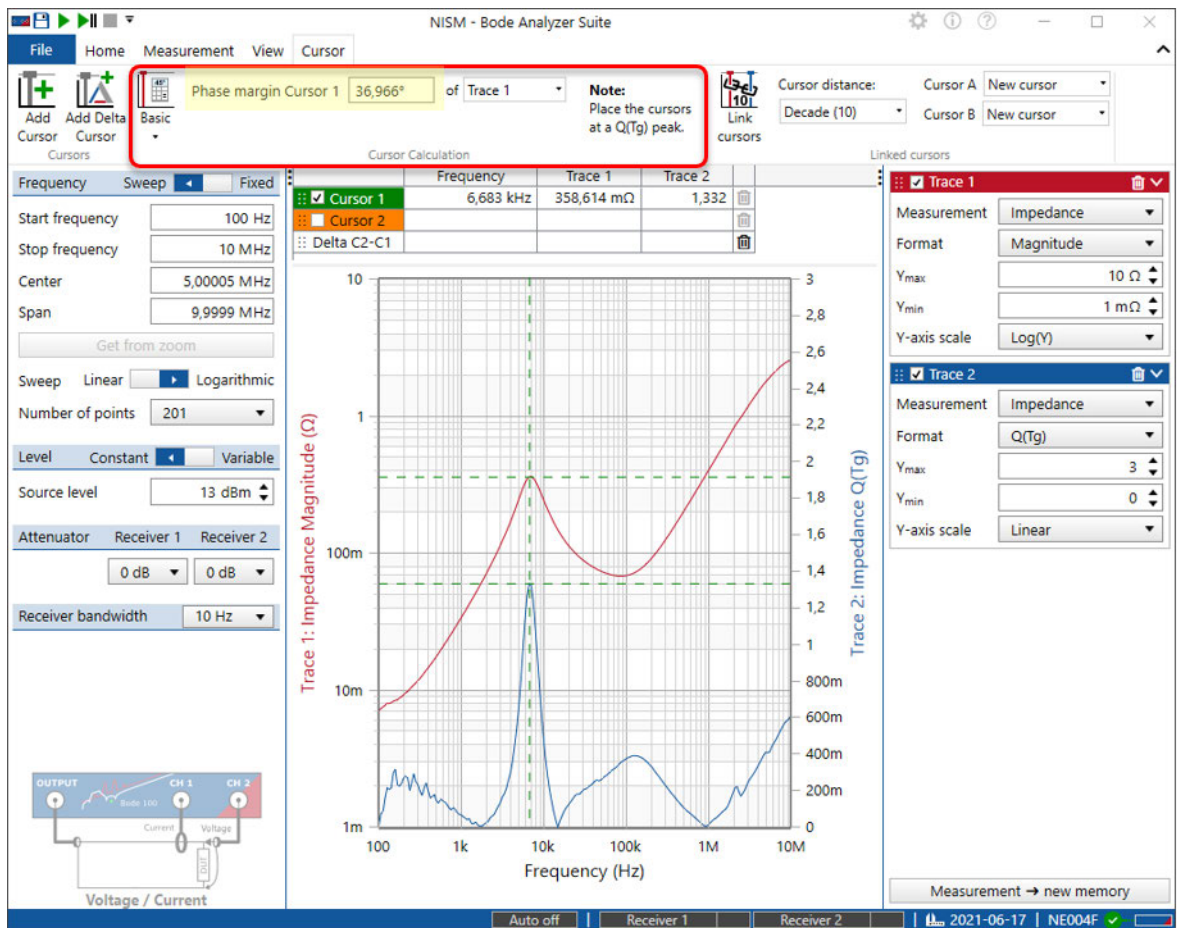 NISM - Bode Analyzer Suite
File Home Measurement View Cursor
Add Cursor
Add Delta Cursor
Cursors
Basic
Phase margin Cursor 1 36,966° of Trace 1
Note:
Place the cursors
at a Q(Tg) peak.
Cursor Calculation
Link cursors
Cursor distance:
Decade (10)
Cursor A New cursor
Cursor B New cursor
Linked cursors
Frequency Sweep Fixed
Start frequency 100 Hz
Stop frequency 10 MHz
Center 5,00005 MHz
Span 9,9999 MHz
Get from zoom
Sweep Linear Logarithmic
Number of points 201
Level Constant Variable
Source level 13 dBm
Attenuator Receiver 1 Receiver 2
0 dB 0 dB
Receiver bandwidth 10 Hz
OUTPUT CH 1 CH 2
Bode 100
Current Voltage
DUT
Voltage / Current
Frequency Trace 1 Trace 2
Cursor 1 6,683 kHz 358,614 mΩ 1,332
Cursor 2
Delta C2-C1
Trace 1: Impedance Magnitude (Ω)
10
1
100m
10m
1m
3
2,8
2,6
2,4
2,2
2
1,8
1,6
1,4
1,2
1
800m
600m
400m
200m
0
Trace 2: Impedance Q(Tg)
100 1k 10k 100k 1M 10M
Frequency (Hz)
Trace 1
Measurement Impedance
Format Magnitude
Ymax 10 Ω
Ymin 1 mΩ
Y-axis scale Log(Y)
Trace 2
Measurement Impedance
Format Q(Tg)
Ymax 3
Ymin 0
Y-axis scale Linear
Measurement → new memory
Auto off Receiver 1 Receiver 2 2021-06-17 NE004F